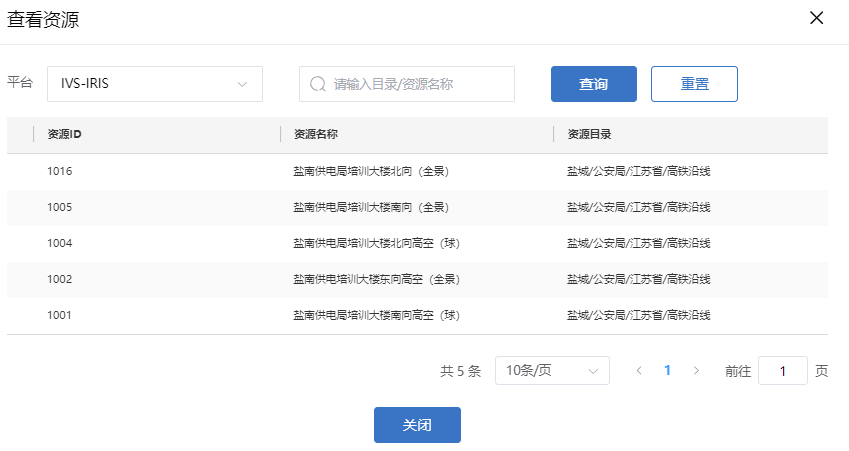 查看资源
平台 IVS-IRIS 请输入目录/资源名称 查询 重置
资源ID 资源名称 资源目录
1016 盐南供电局培训大楼北向（全景） 盐城/公安局/江苏省/高铁沿线
1005 盐南供电局培训大楼南向（全景） 盐城/公安局/江苏省/高铁沿线
1004 盐南供电局培训大楼北向高空（球） 盐城/公安局/江苏省/高铁沿线
1002 盐南供电培训大楼东向高空（全景） 盐城/公安局/江苏省/高铁沿线
1001 盐南供电局培训大楼南向高空（球） 盐城/公安局/江苏省/高铁沿线
共 5 条 10条/页 1 前往 1 页
关闭